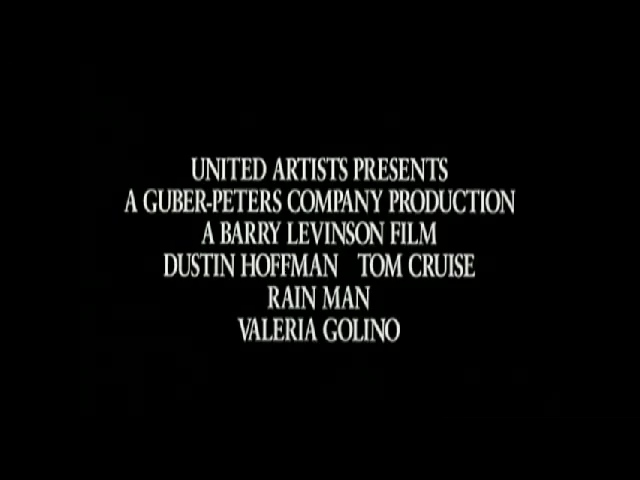 UNITED ARTISTS PRESENTS
A GUBER-PETERS COMPANY PRODUCTION
A BARRY LEVINSON FILM
DUSTIN HOFFMAN TOM CRUISE
RAIN MAN
VALERIA GOLINO